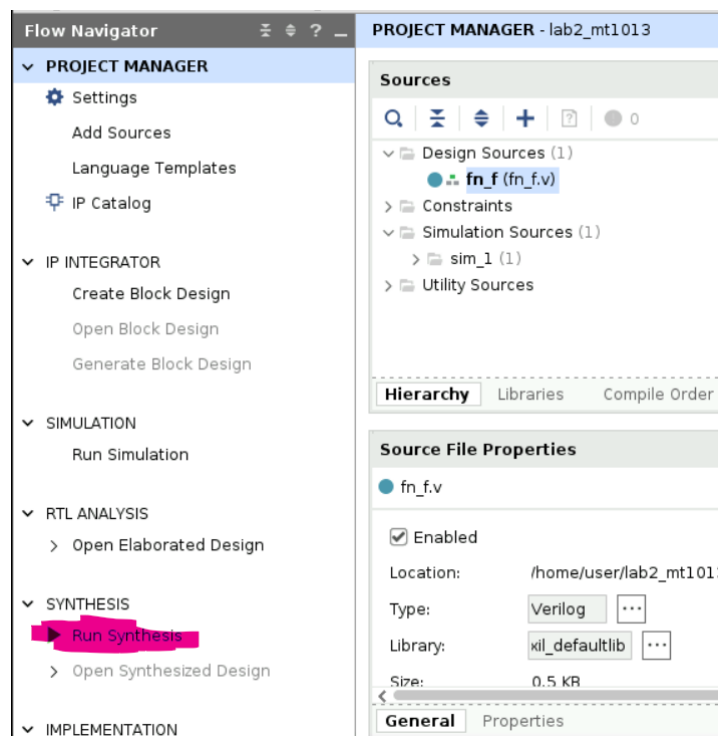 Flow Navigator ? _
PROJECT MANAGER
Settings
Add Sources
Language Templates
IP Catalog
IP INTEGRATOR
Create Block Design
Open Block Design
Generate Block Design
SIMULATION
Run Simulation
RTL ANALYSIS
Open Elaborated Design
SYNTHESIS
Run Synthesis
Open Synthesized Design
IMPLEMENTATION
PROJECT MANAGER - lab2_mt1013
Sources
? 0
Design Sources (1)
fn_f (fn_f.v)
Constraints
Simulation Sources (1)
sim_1 (1)
Utility Sources
Hierarchy Libraries Compile Order
Source File Properties
fn_f.v
Enabled
Location: /home/user/lab2_mt101
Type: Verilog ...
Library: xil_defaultlib ...
Size: 0.5 KB
General Properties